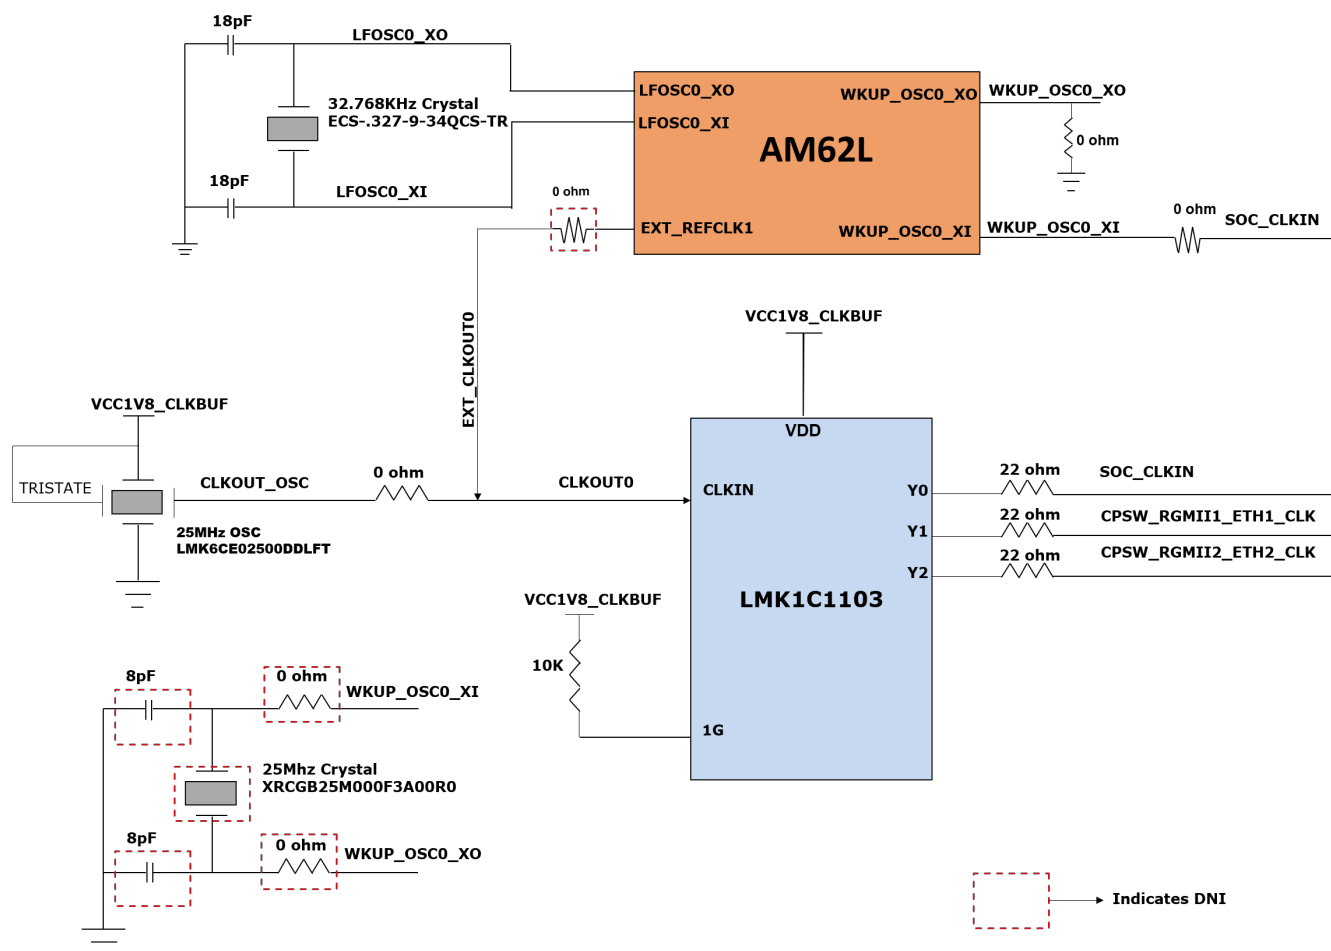 18pF
LFOSC0_XO
32.768KHz Crystal
ECS-.327-9-34QCS-TR
18pF
LFOSC0_XI
LFOSC0_XO
LFOSC0_XI
EXT_REFCLK1
AM62L
WKUP_OSC0_XO
WKUP_OSC0_XI
WKUP_OSC0_XO
0 ohm
WKUP_OSC0_XI
0 ohm
SOC_CLKIN
0 ohm
EXT_CLKOUT0
VCC1V8_CLKBUF
TRISTATE
25MHz OSC
LMK6CE02500DDLFT
CLKOUT_OSC
0 ohm
CLKOUT0
VCC1V8_CLKBUF
VDD
CLKIN
Y0
Y1
Y2
LMK1C1103
1G
22 ohm
SOC_CLKIN
22 ohm
CPSW_RGMII1_ETH1_CLK
22 ohm
CPSW_RGMII2_ETH2_CLK
VCC1V8_CLKBUF
10K
8pF
0 ohm
WKUP_OSC0_XI
25Mhz Crystal
XRCGB25M000F3A00R0
8pF
0 ohm
WKUP_OSC0_XO
Indicates DNI